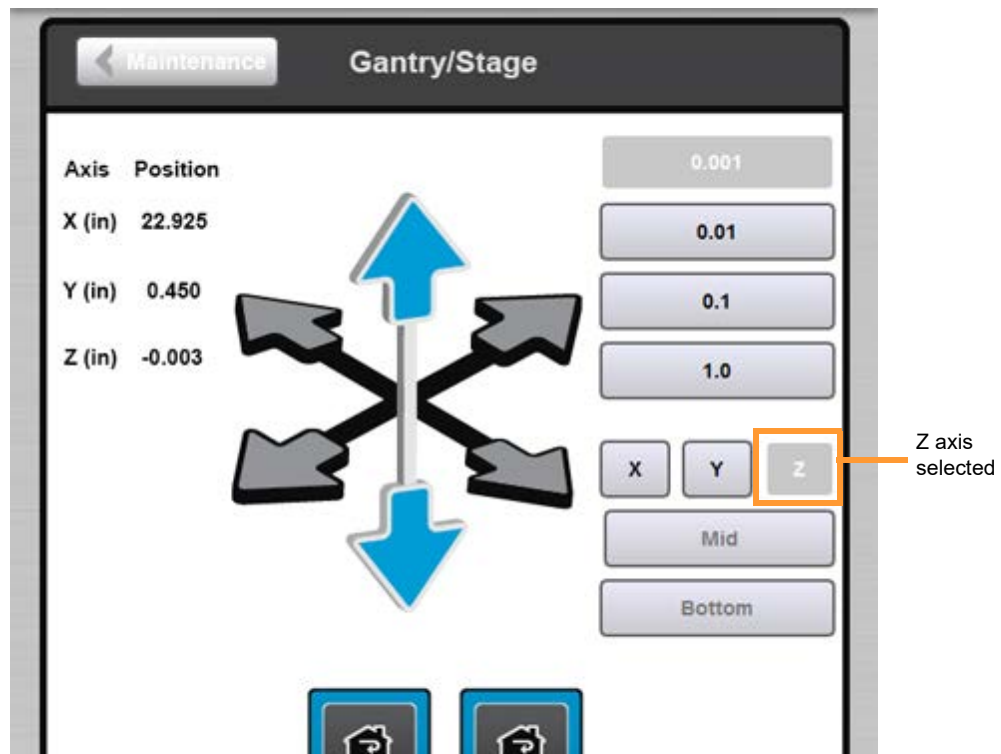 Maintenance
Gantry/Stage
Axis Position
X (in) 22.925
Y (in) 0.450
Z (in) -0.003
0.001
0.01
0.1
1.0
X Y Z
Mid
Bottom
Z axis
selected